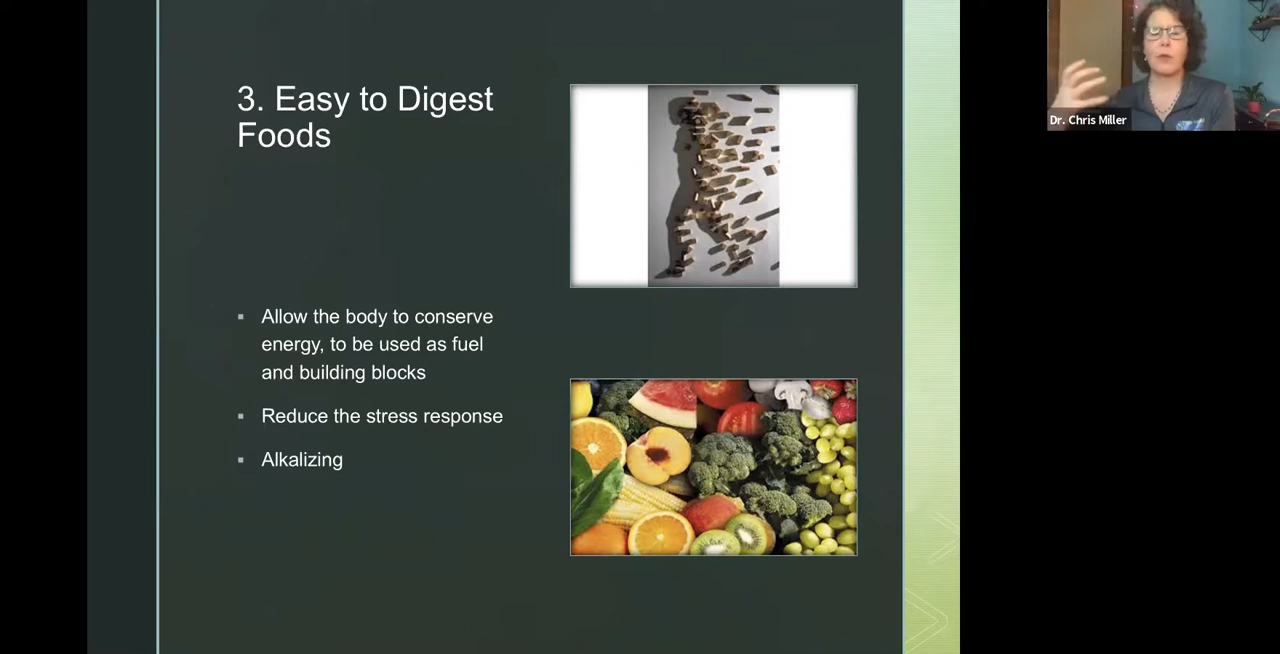 3. Easy to Digest
Foods
▪ Allow the body to conserve
energy, to be used as fuel
and building blocks
▪ Reduce the stress response
▪ Alkalizing
Dr. Chris Miller